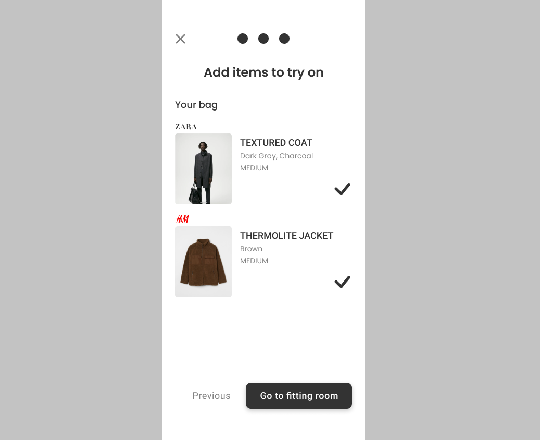 Add items to try on
Your bag
ZARA
TEXTURED COAT
Dark Gray, Charcoal
MEDIUM
H&M
THERMOLITE JACKET
Brown
MEDIUM
Previous
Go to fitting room